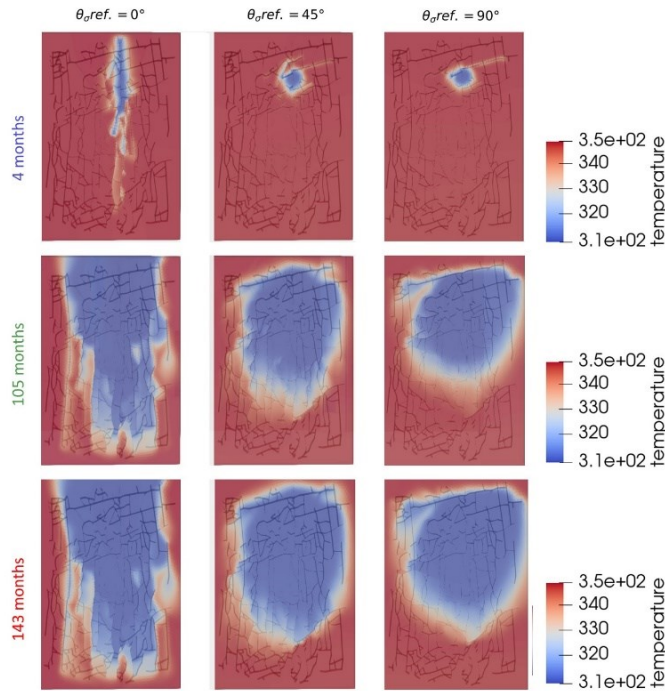 θσref. = 0°
θσref. = 45°
θσref. = 90°
4 months
3.5e+02
340
330
320
3.1e+02
temperature
105 months
3.5e+02
340
330
320
3.1e+02
temperature
143 months
3.5e+02
340
330
320
3.1e+02
temperature